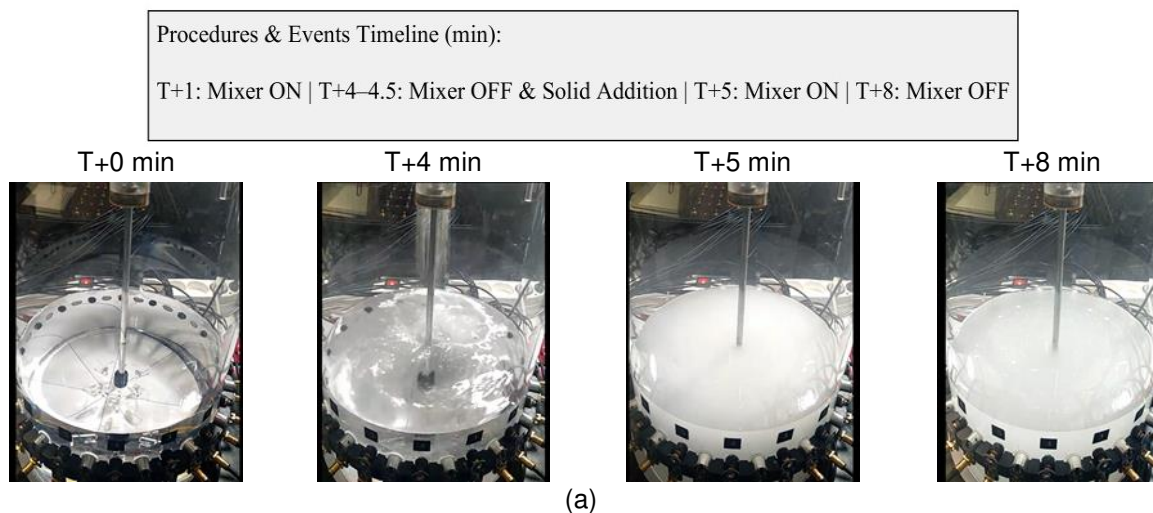 Procedures & Events Timeline (min):
T+1: Mixer ON | T+4–4.5: Mixer OFF & Solid Addition | T+5: Mixer ON | T+8: Mixer OFF
T+0 min
T+4 min
T+5 min
T+8 min
(a)